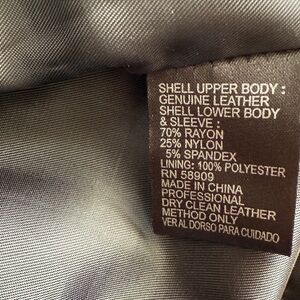 SHELL UPPER BODY :
GENUINE LEATHER
SHELL LOWER BODY
& SLEEVE :
70% RAYON
25% NYLON
5% SPANDEX
LINING: 100% POLYESTER
RN 58909
MADE IN CHINA
PROFESSIONAL
DRY CLEAN LEATHER
METHOD ONLY
VER AL DORSO PARA CUIDADO